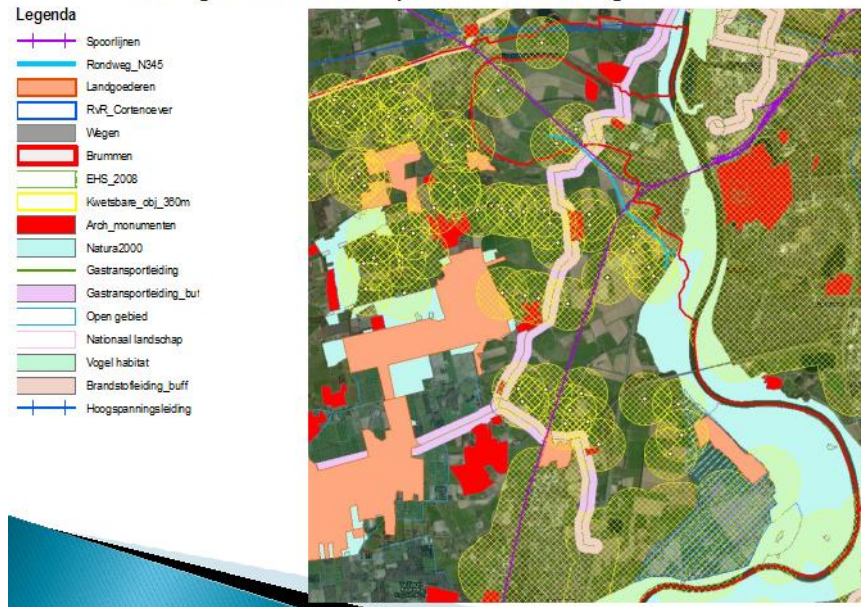 Legenda
Spoorlijnen
Rondweg_N345
Landgoederen
RvR_Cortenoever
Wegen
Brummen
EHS_2008
Kwetsbare_obj_350m
Arch_monumenten
Natura2000
Gastransportleiding
Gastransportleiding_buf
Open gebied
Nationaal landschap
Vogel habitat
Brandstofleiding_buff
Hoogspanningsleiding